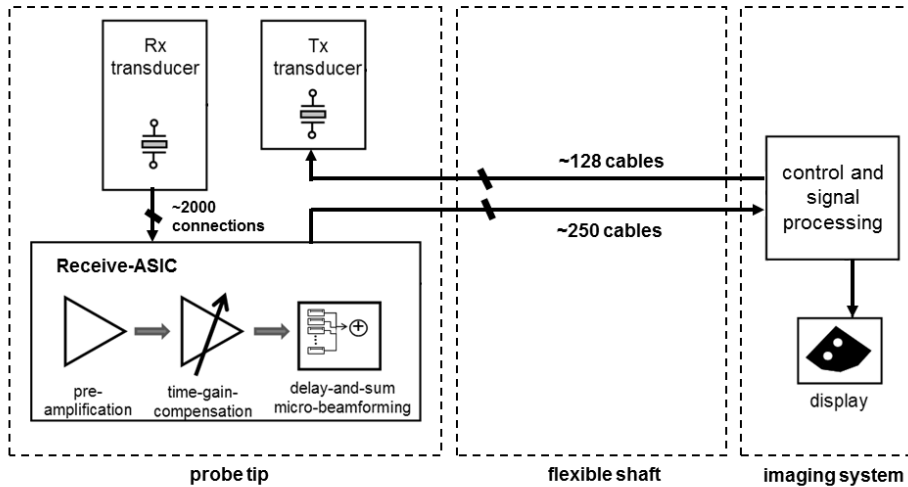 Rx
transducer
Tx
transducer
~128 cables
~250 cables
control and
signal
processing
~2000
connections
Receive-ASIC
pre-
amplification
time-gain-
compensation
delay-and-sum
micro-beamforming
display
probe tip
flexible shaft
imaging system